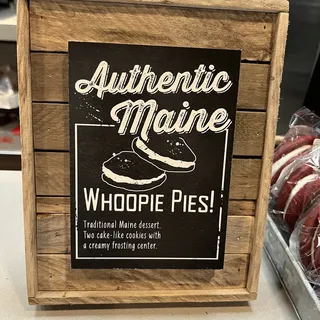 Authentic
Maine
WHOOPIE PIES!
Traditional Maine dessert.
Two cake-like cookies with
a creamy frosting center.